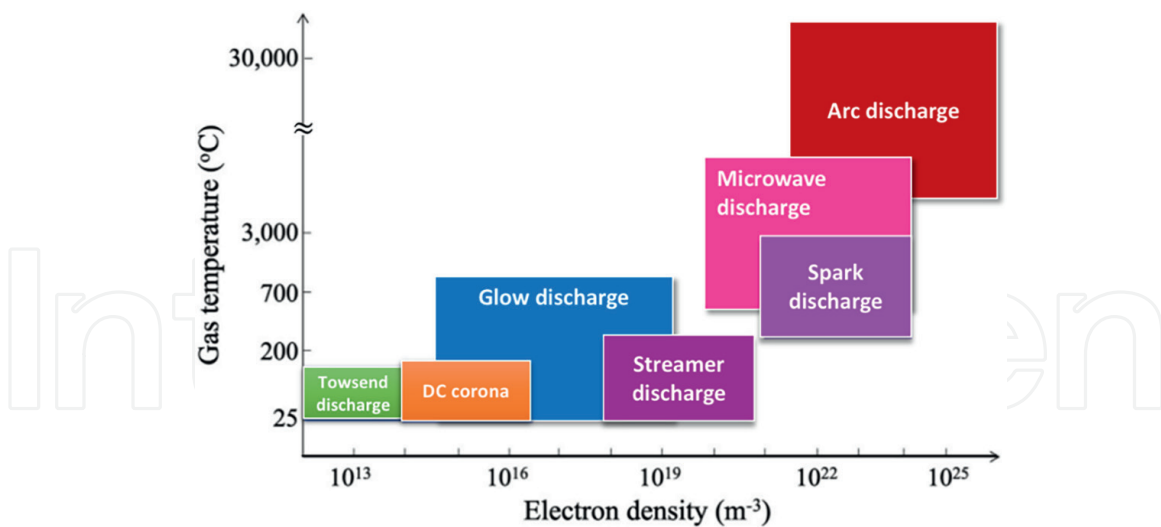 30,000
Arc discharge
Microwave
discharge
3,000
Spark
discharge
700
Glow discharge
200
Streamer
discharge
Towsend
discharge
DC corona
25
Gas temperature (°C)
10¹³
10¹⁶
10¹⁹
10²²
10²⁵
Electron density (m⁻³)